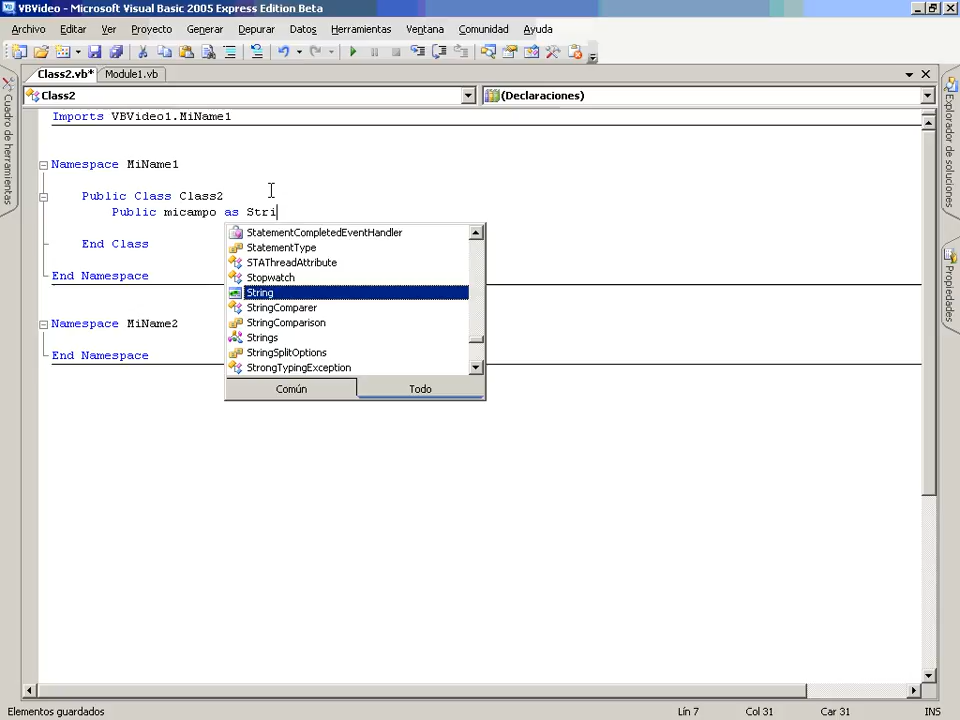 VBVideo - Microsoft Visual Basic 2005 Express Edition Beta
Archivo Editar Ver Proyecto Generar Depurar Datos Herramientas Ventana Comunidad Ayuda
Class2.vb* Module1.vb
Class2 (Declaraciones)
Cuadro de herramientas
Imports VBVideo1.MiName1
Namespace MiName1
Public Class Class2
Public micampo as Stri
End Class
End Namespace
Namespace MiName2
End Namespace
StatementCompletedEventHandler
StatementType
STAThreadAttribute
Stopwatch
String
StringComparer
StringComparison
Strings
StringSplitOptions
StrongTypingException
Común Todo
Explorador de soluciones
Propiedades
Elementos guardados Lín 7 Col 31 Car 31 INS